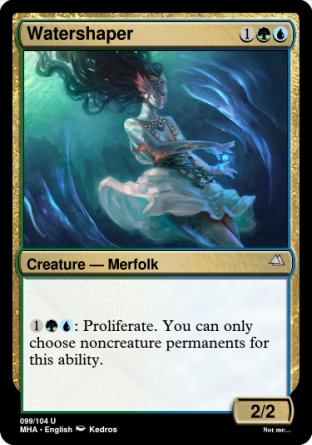 Watershaper 1
Creature — Merfolk
1 : Proliferate. You can only
choose noncreature permanents for
this ability.
2/2
099/104 U
MHA • English Kedros
Not me...